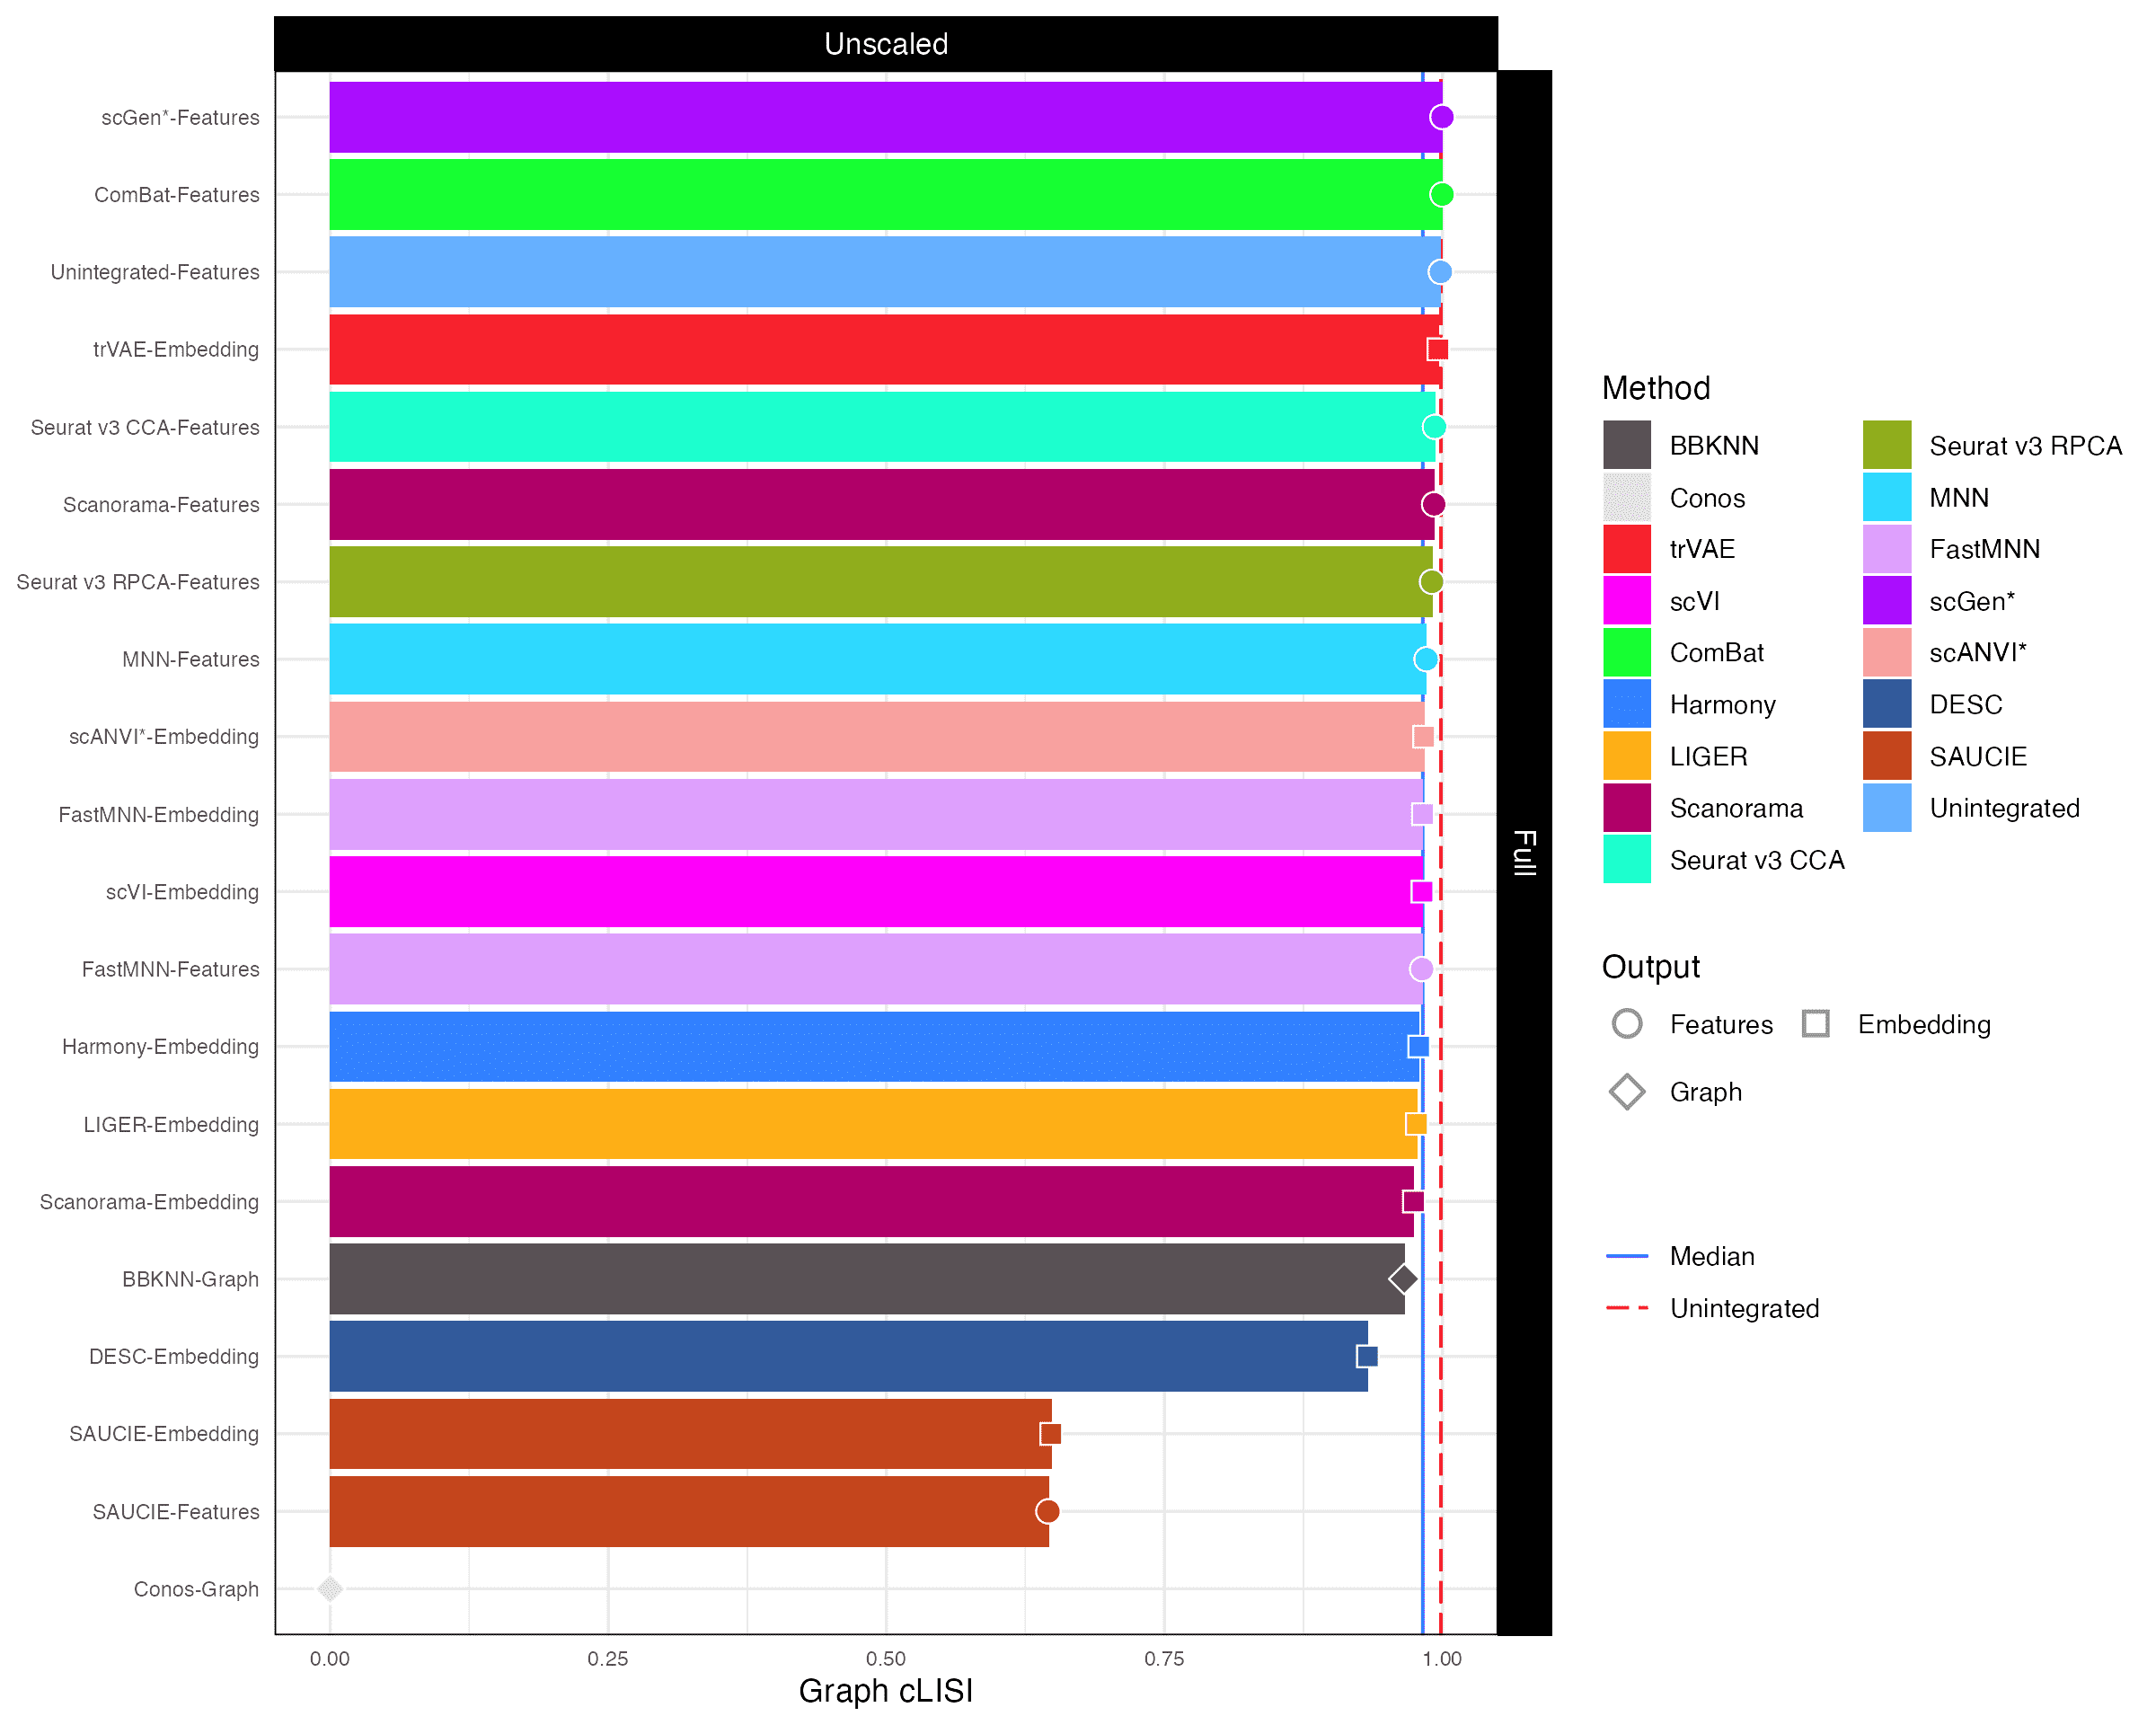 Unscaled
scGen*-Features
ComBat-Features
Unintegrated-Features
trVAE-Embedding
Seurat v3 CCA-Features
Scanorama-Features
Seurat v3 RPCA-Features
MNN-Features
scANVI*-Embedding
FastMNN-Embedding
scVI-Embedding
FastMNN-Features
Harmony-Embedding
LIGER-Embedding
Scanorama-Embedding
BBKNN-Graph
DESC-Embedding
SAUCIE-Embedding
SAUCIE-Features
Conos-Graph
0.00 0.25 0.50 0.75 1.00
Graph cLISI
Full
Method
BBKNN
Conos
trVAE
scVI
ComBat
Harmony
LIGER
Scanorama
Seurat v3 CCA
Seurat v3 RPCA
MNN
FastMNN
scGen*
scANVI*
DESC
SAUCIE
Unintegrated
Output
Features Embedding
Graph
Median
Unintegrated